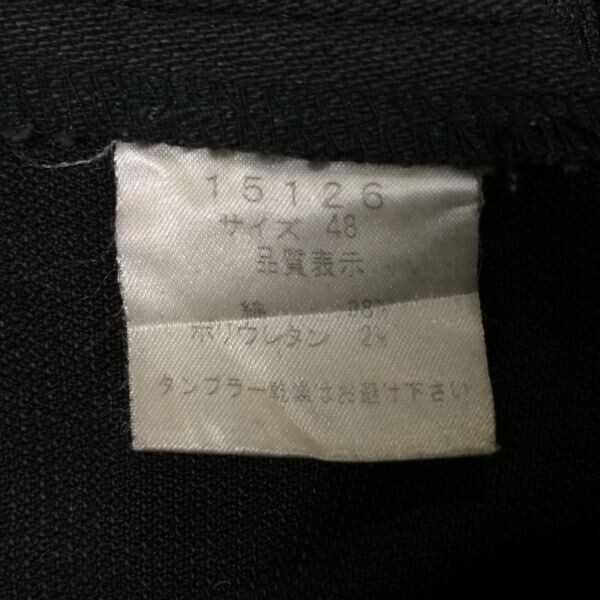 15126
サイズ 48
品質表示
綿 98%
ポリウレタン 2%
タンブラー乾燥はお避け下さい